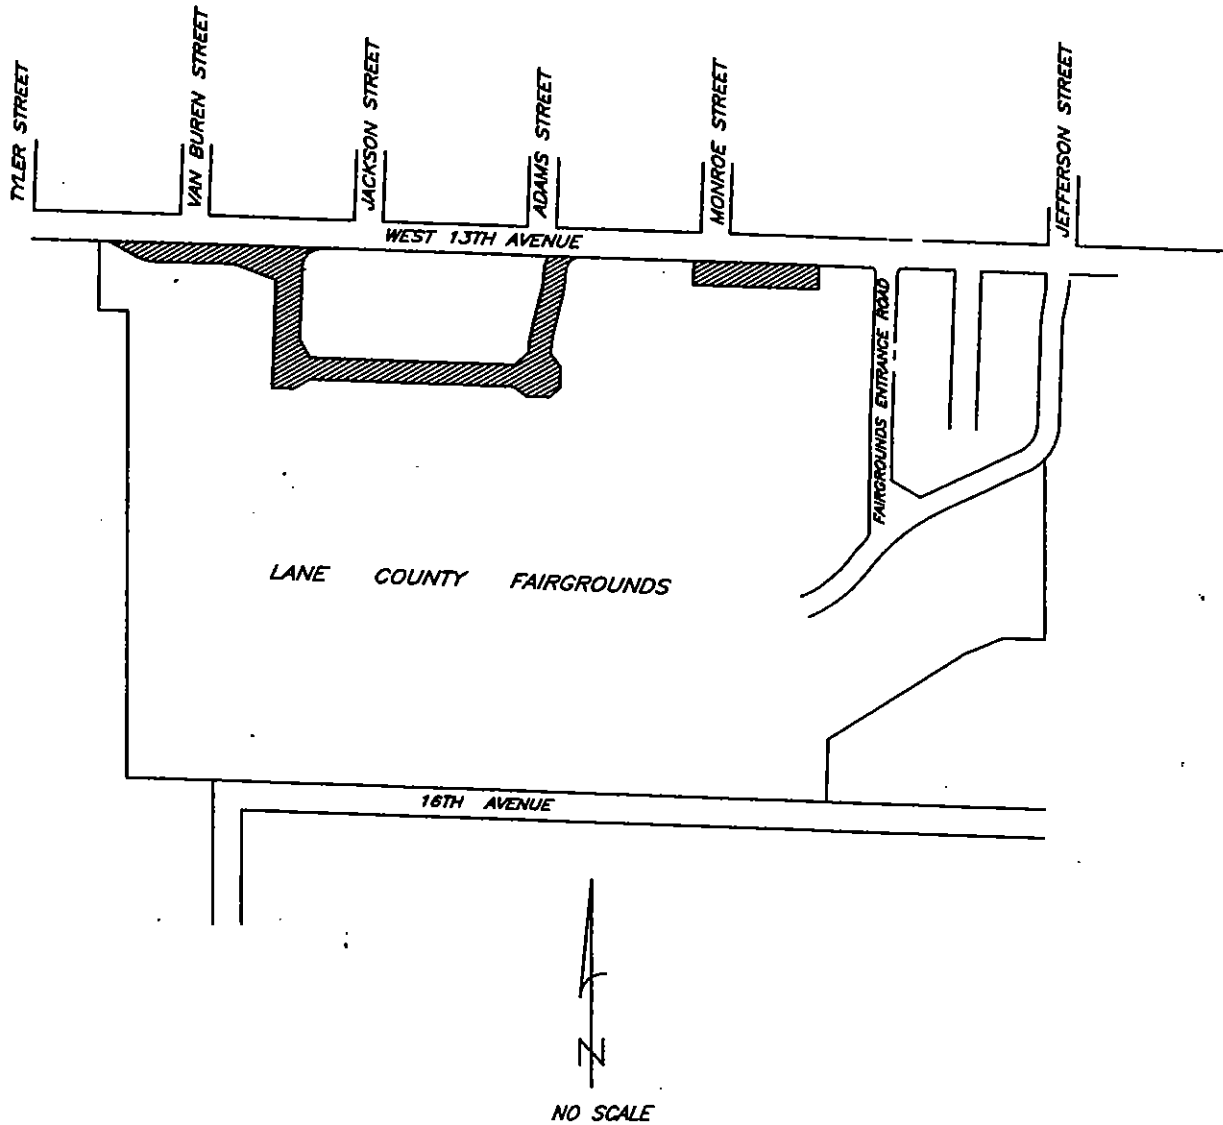 TYLER STREET
VAN BUREN STREET
JACKSON STREET
ADAMS STREET
MONROE STREET
JEFFERSON STREET
WEST 13TH AVENUE
FAIRGROUNDS ENTRANCE ROAD
LANE COUNTY FAIRGROUNDS
16TH AVENUE
N
NO SCALE